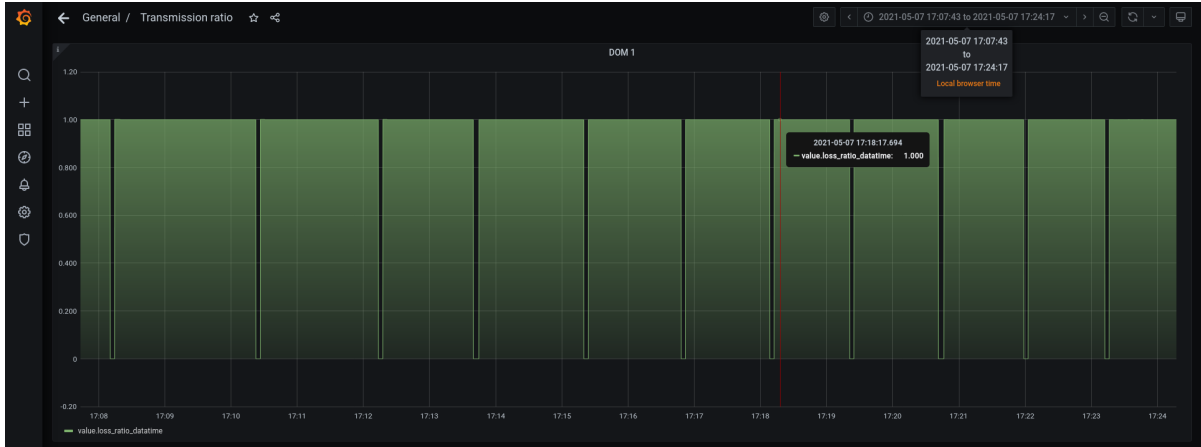 General / Transmission ratio
2021-05-07 17:07:43 to 2021-05-07 17:24:17
2021-05-07 17:07:43
to
2021-05-07 17:24:17
Local browser time
i
DOM 1
1.20
1.00
0.800
0.600
0.400
0.200
0
-0.20
2021-05-07 17:18:17.694
value.loss_ratio_datatime: 1.000
17:08 17:09 17:10 17:11 17:12 17:13 17:14 17:15 17:16 17:17 17:18 17:19 17:20 17:21 17:22 17:23 17:24
value.loss_ratio_datatime